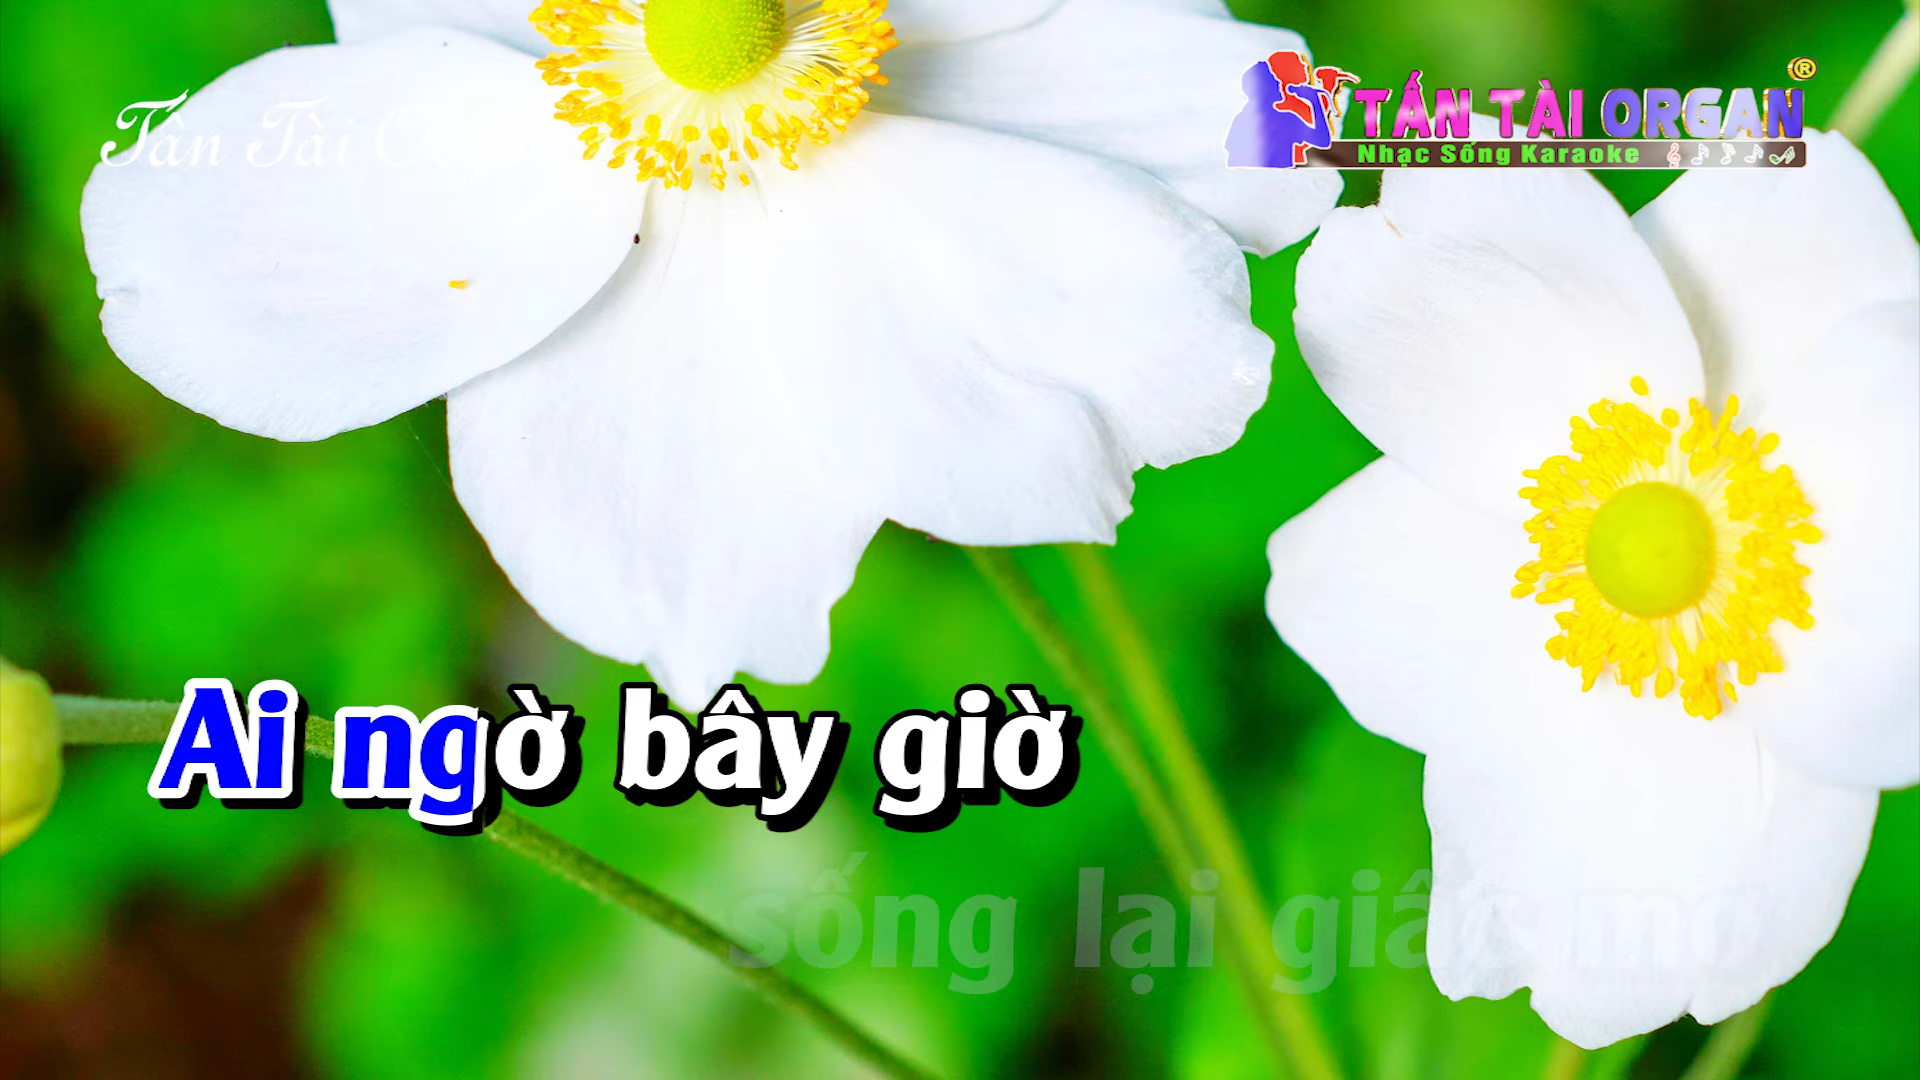 Tấn Tài O
TẤN TÀI ORGAN ®
Nhạc Sống Karaoke
Ai ngờ bây giờ
sống lại giấc mơ